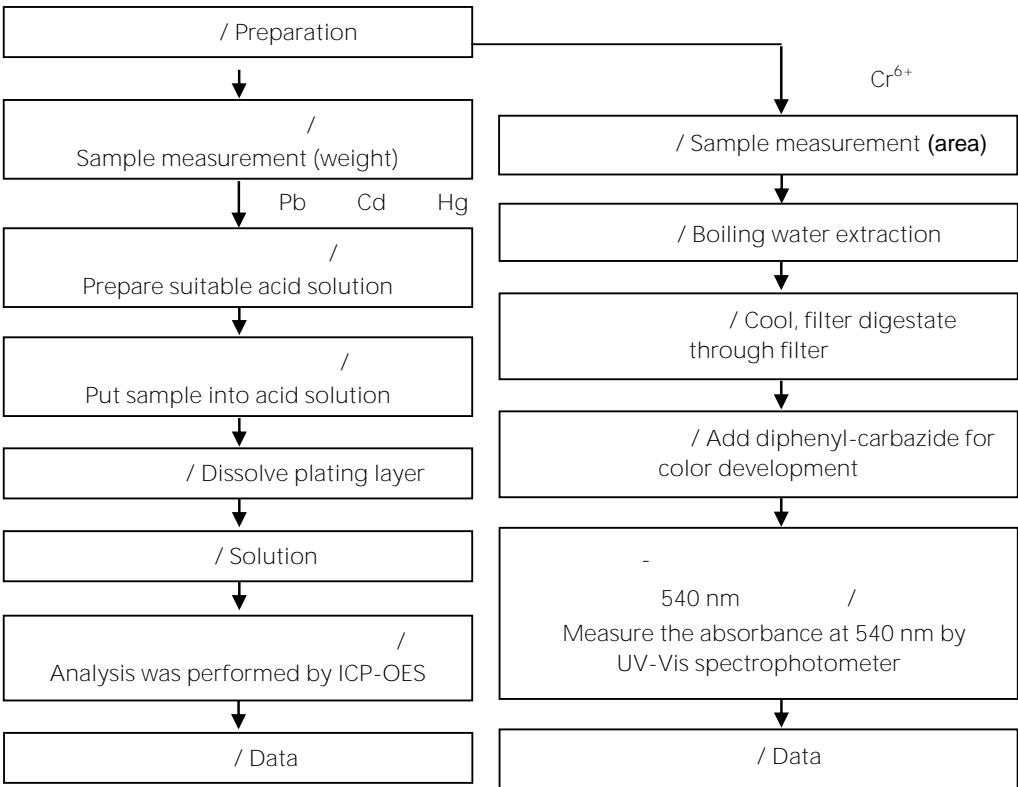 / Preparation
/
Sample measurement (weight)
Pb Cd Hg
/
Prepare suitable acid solution
/
Put sample into acid solution
/ Dissolve plating layer
/ Solution
/
Analysis was performed by ICP-OES
/ Data
Cr⁶⁺
/ Sample measurement (area)
/ Boiling water extraction
/ Cool, filter digestate
through filter
/ Add diphenyl-carbazide for
color development
-
540 nm /
Measure the absorbance at 540 nm by
UV-Vis spectrophotometer
/ Data